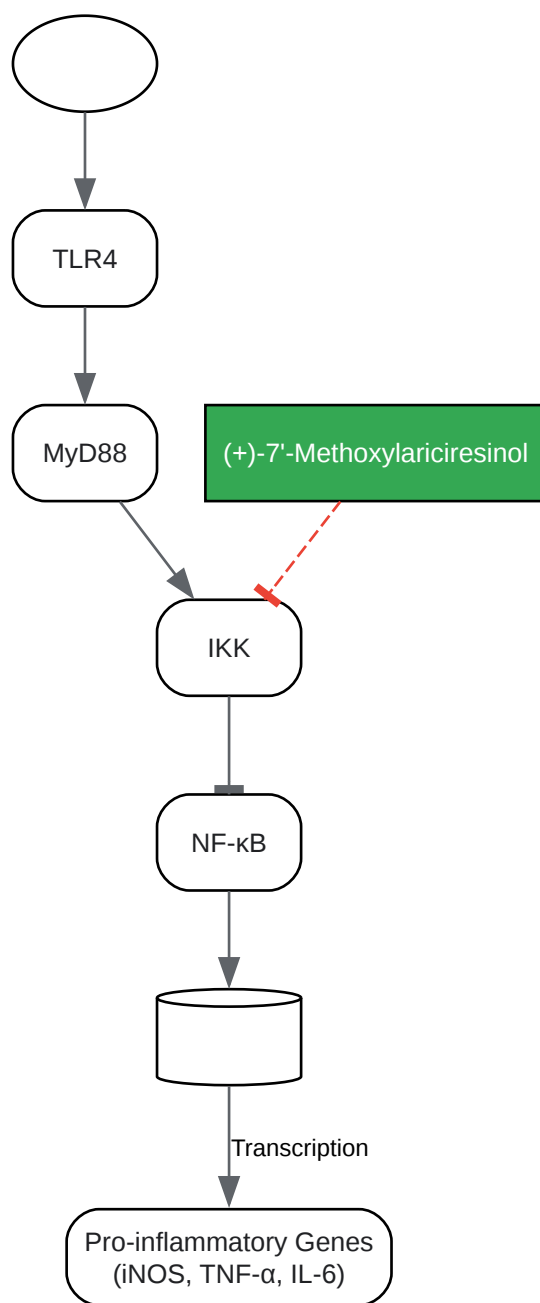 TLR4
MyD88
(+)-7'-Methoxylariciresinol
IKK
NF-κB
Transcription
Pro-inflammatory Genes
(iNOS, TNF-α, IL-6)